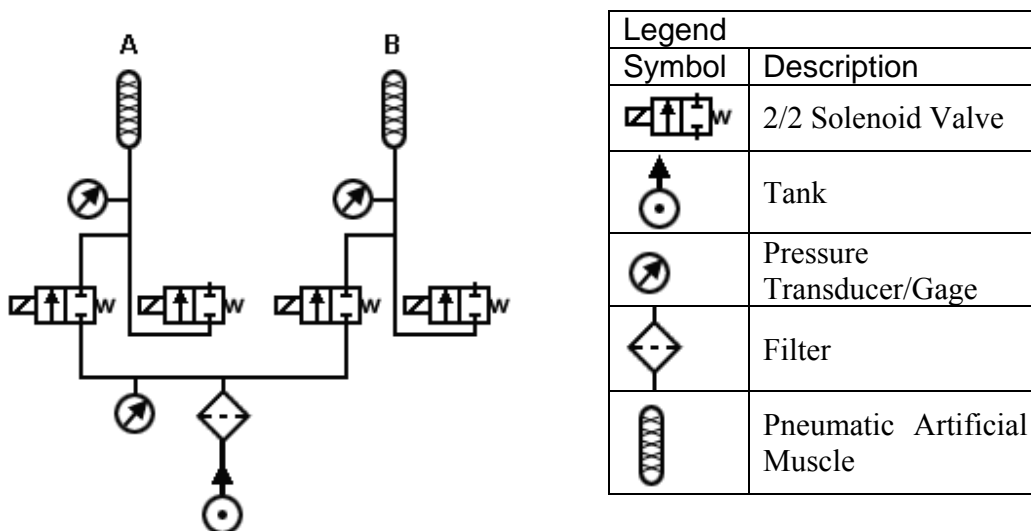 A
B
Legend
Symbol Description
2/2 Solenoid Valve
Tank
Pressure
Transducer/Gage
Filter
Pneumatic Artificial
Muscle